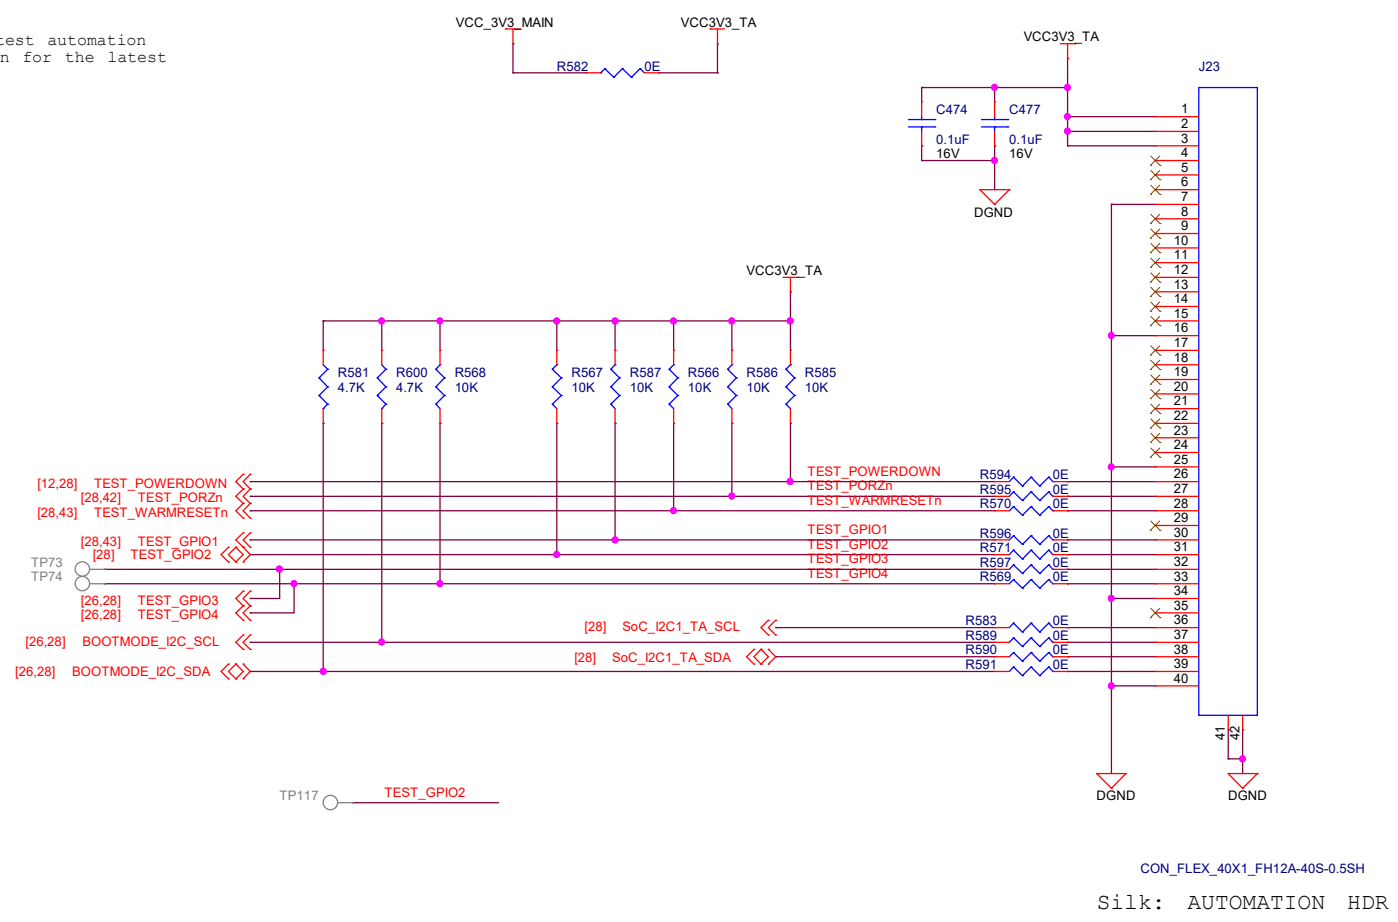 VCC_3V3_MAIN VCC3V3_TA
test automation
n for the latest
R582 0E
VCC3V3_TA
J23
C474 C477
0.1uF 0.1uF
16V 16V
DGND
1
2
3
4
5
6
7
8
9
10
11
12
13
14
15
16
17
18
19
20
21
22
23
24
25
26
27
28
29
30
31
32
33
34
35
36
37
38
39
40
41
42
VCC3V3_TA
R581 R600 R568 R567 R587 R566 R586 R585
4.7K 4.7K 10K 10K 10K 10K 10K 10K
[12,28] TEST_POWERDOWN TEST_POWERDOWN R594 0E
[28,42] TEST_PORZn TEST_PORZn R595 0E
[28,43] TEST_WARMRESETn TEST_WARMRESETn R570 0E
[28,43] TEST_GPIO1 TEST_GPIO1 R596 0E
[28] TEST_GPIO2 TEST_GPIO2 R571 0E
TP73 TEST_GPIO3 R597 0E
TP74 TEST_GPIO4 R569 0E
[26,28] TEST_GPIO3
[26,28] TEST_GPIO4
[28] SoC_I2C1_TA_SCL R583 0E
[26,28] BOOTMODE_I2C_SCL R589 0E
[28] SoC_I2C1_TA_SDA R590 0E
[26,28] BOOTMODE_I2C_SDA R591 0E
TP117 TEST_GPIO2
DGND DGND
CON_FLEX_40X1_FH12A-40S-0.5SH
Silk: AUTOMATION HDR